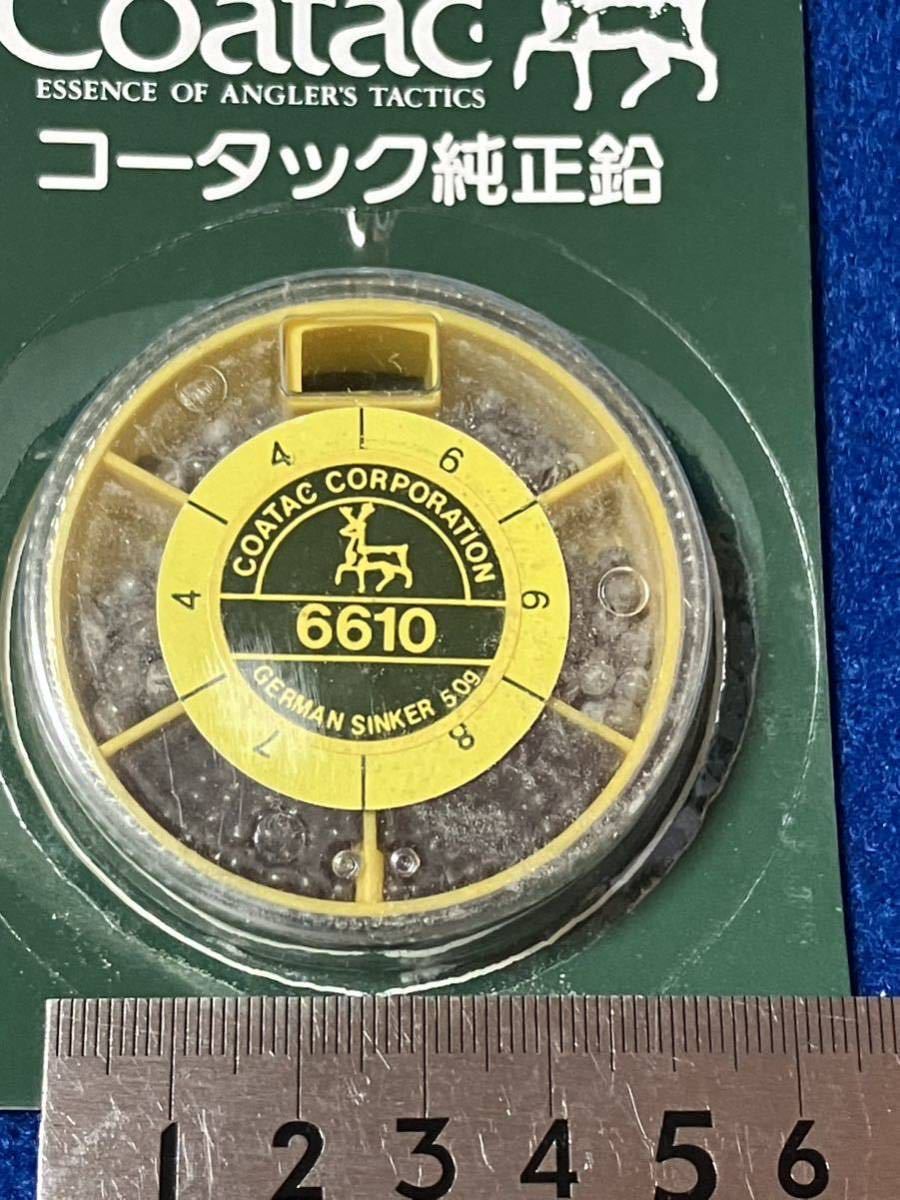 Coatac
ESSENCE OF ANGLER'S TACTICS
コータック純正鉛
4 6
4 6
7 8
COATAC CORPORATION
6610
GERMAN SINKER 50g
1 2 3 4 5 6